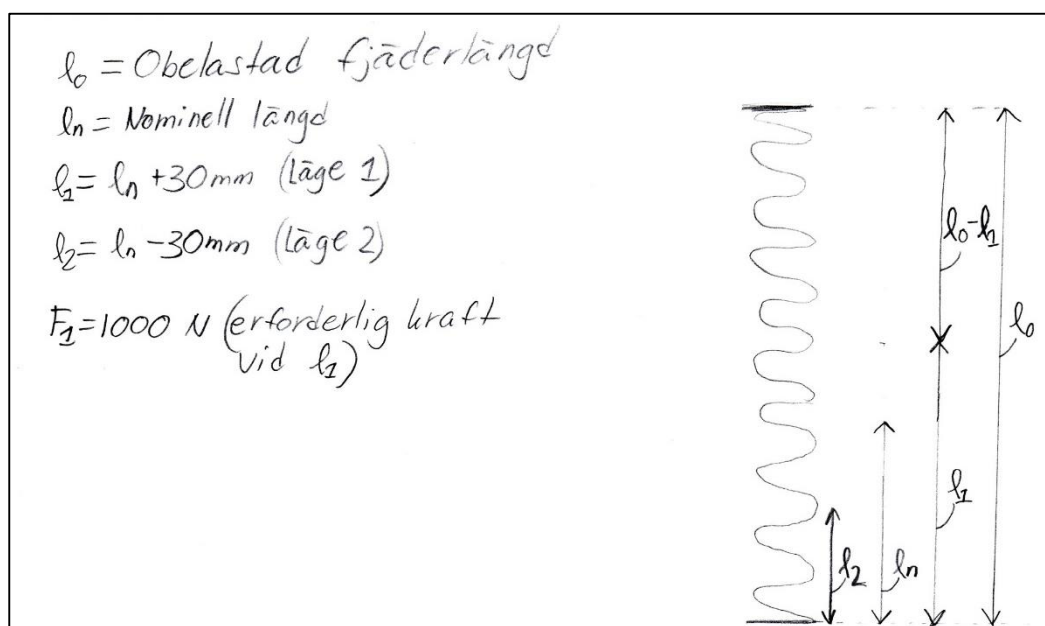 l₀ = Obelastad fjäderlängd
lₙ = Nominell längd
l₁ = lₙ +30mm (Läge 1)
l₂ = lₙ -30mm (Läge 2)
F₁=1000 N (erforderlig kraft
vid l₁)
l₀-l₁
l₀
l₁
l₂
lₙ